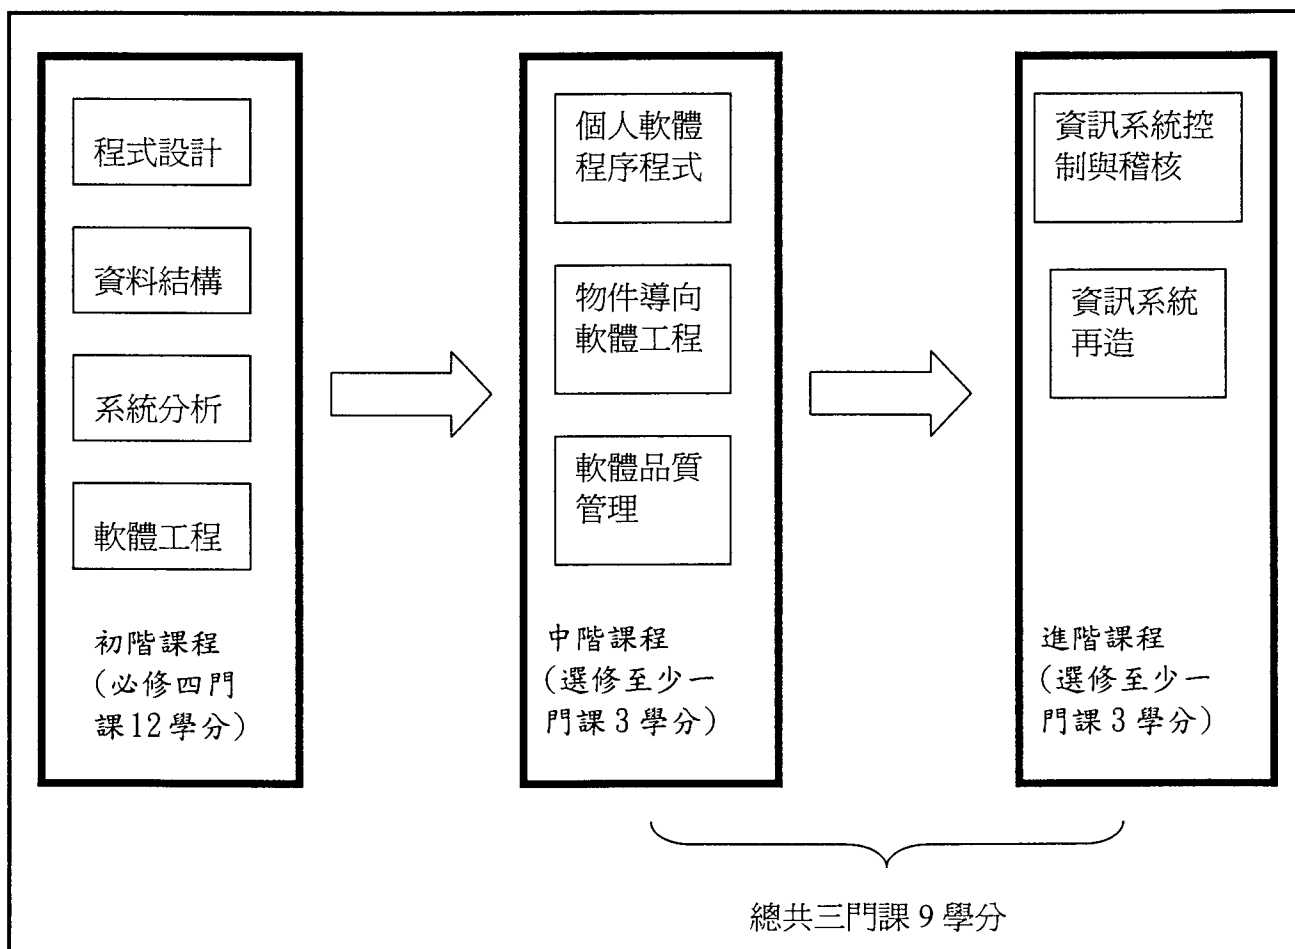 程式設計
資料結構
系統分析
軟體工程
初階課程
(必修四門
課12學分)
個人軟體
程序程式
物件導向
軟體工程
軟體品質
管理
中階課程
(選修至少一
門課3學分)
資訊系統控
制與稽核
資訊系統
再造
進階課程
(選修至少一
門課3學分)
總共三門課9學分